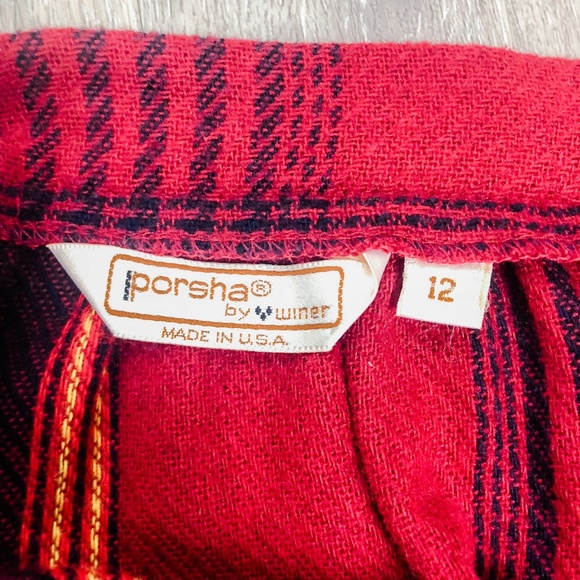 porsha®
by winer
MADE IN U.S.A.
12